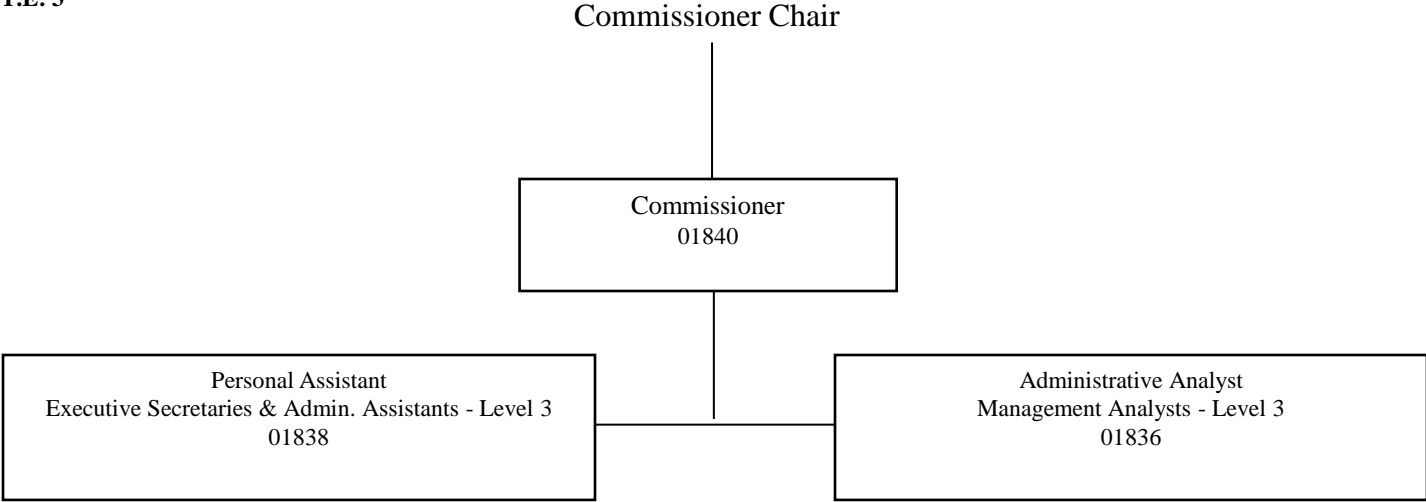 Commissioner Chair
Commissioner
01840
Personal Assistant
Executive Secretaries & Admin. Assistants - Level 3
01838
Administrative Analyst
Management Analysts - Level 3
01836